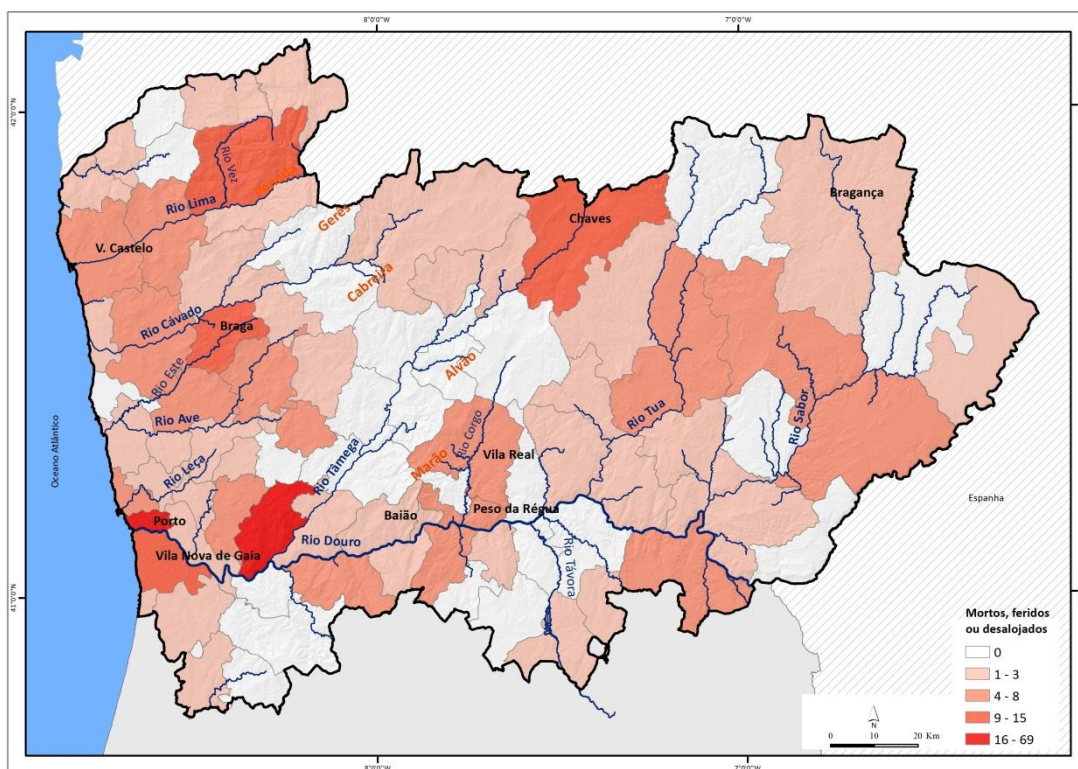 8°0'0"W
7°0'0"W
42°0'0"N
Rio Vez
Bragança
Rio Lima
Gerês
Chaves
V. Castelo
Cabreira
Rio Cávado
Braga
Rio Este
Alvão
Rio Ave
Rio Tua
Rio Sabor
Rio Corgo
Oceano Atlântico
Rio Tâmega
Marão
Vila Real
Rio Leça
Espanha
Porto
Baião
Peso da Régua
Rio Douro
Vila Nova de Gaia
Rio Távora
41°0'0"N
Mortos, feridos
ou desalojados
0
1 - 3
4 - 8
9 - 15
16 - 69
N
0 10 20 Km
8°0'0"W
7°0'0"W